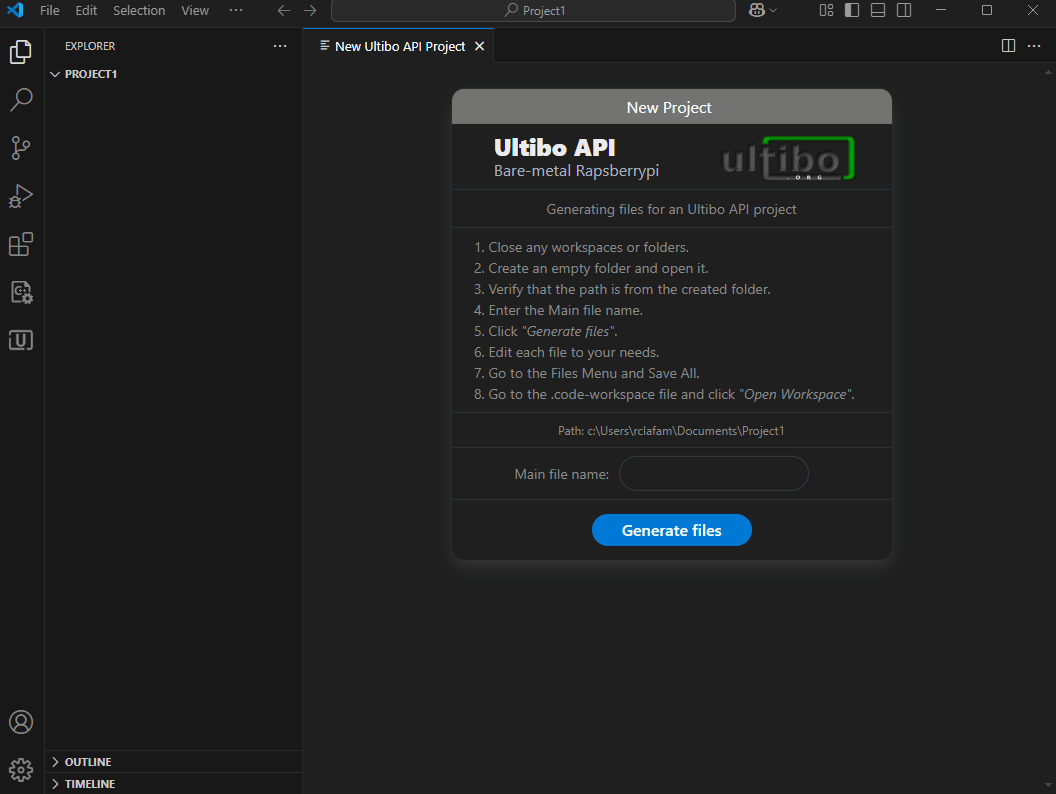 File Edit Selection View ··· Project1
EXPLORER ···
PROJECT1
New Ultibo API Project
New Project
Ultibo API
Bare-metal Rapsberrypi
ultibo
.ORG
Generating files for an Ultibo API project
1. Close any workspaces or folders.
2. Create an empty folder and open it.
3. Verify that the path is from the created folder.
4. Enter the Main file name.
5. Click "Generate files".
6. Edit each file to your needs.
7. Go to the Files Menu and Save All.
8. Go to the .code-workspace file and click "Open Workspace".
Path: c:\Users\rclafam\Documents\Project1
Main file name:
Generate files
OUTLINE
TIMELINE